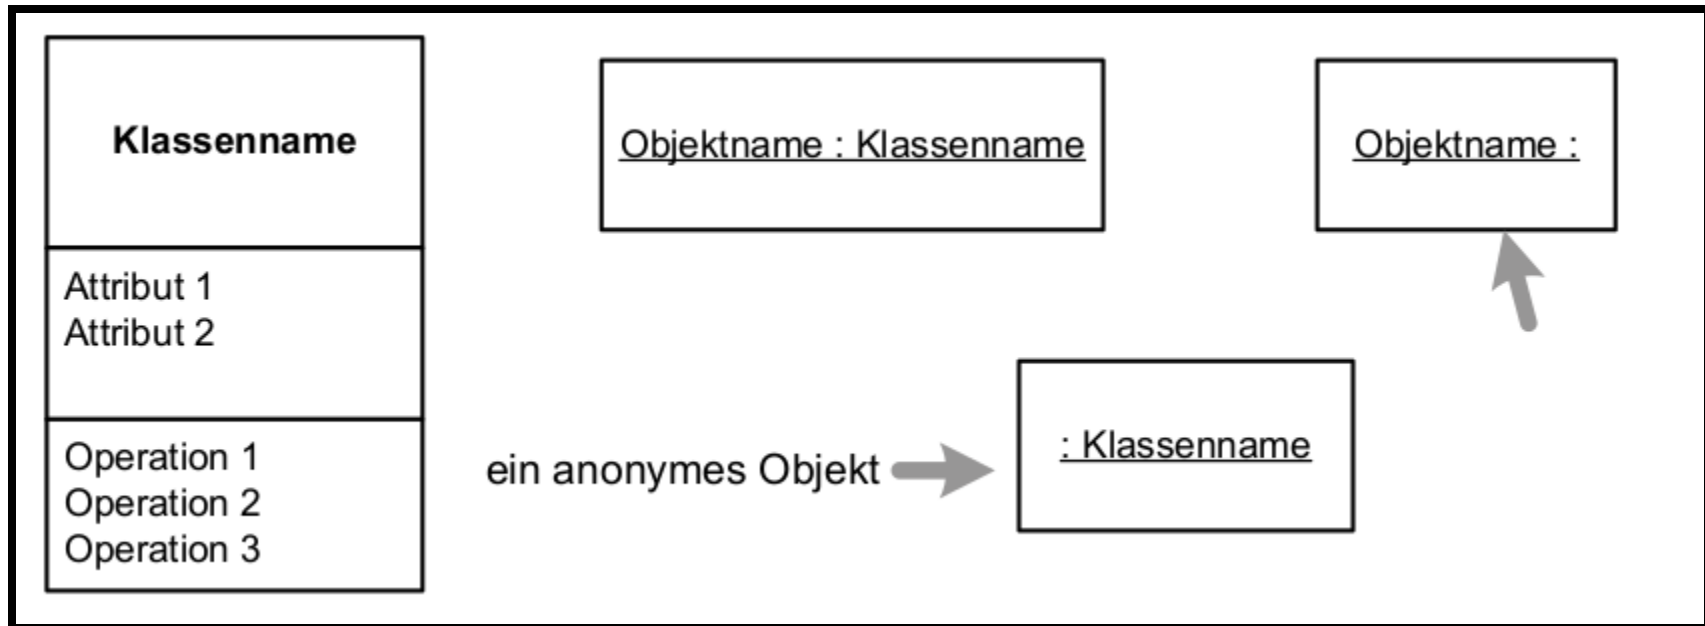 Klassenname
Attribut 1
Attribut 2
Operation 1
Operation 2
Operation 3
Objektname : Klassenname
Objektname :
ein anonymes Objekt
: Klassenname